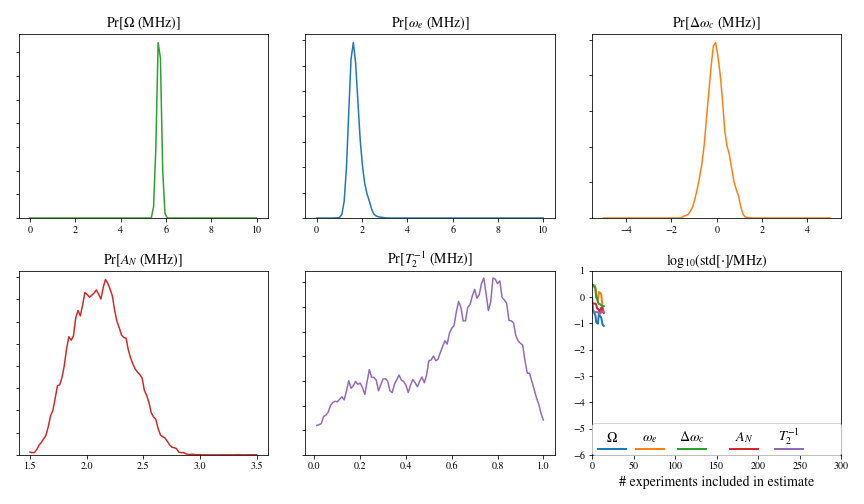 Pr[Ω (MHz)]
0 2 4 6 8 10
Pr[ωₑ (MHz)]
0 2 4 6 8 10
Pr[Δω_c (MHz)]
−4 −2 0 2 4
Pr[A_N (MHz)]
1.5 2.0 2.5 3.0 3.5
Pr[T₂⁻¹ (MHz)]
0.0 0.2 0.4 0.6 0.8 1.0
log₁₀(std[·]/MHz)
1
0
−1
−2
−3
−4
−5
−6
Ω ωₑ Δω_c A_N T₂⁻¹
0 50 100 150 200 250 300
# experiments included in estimate